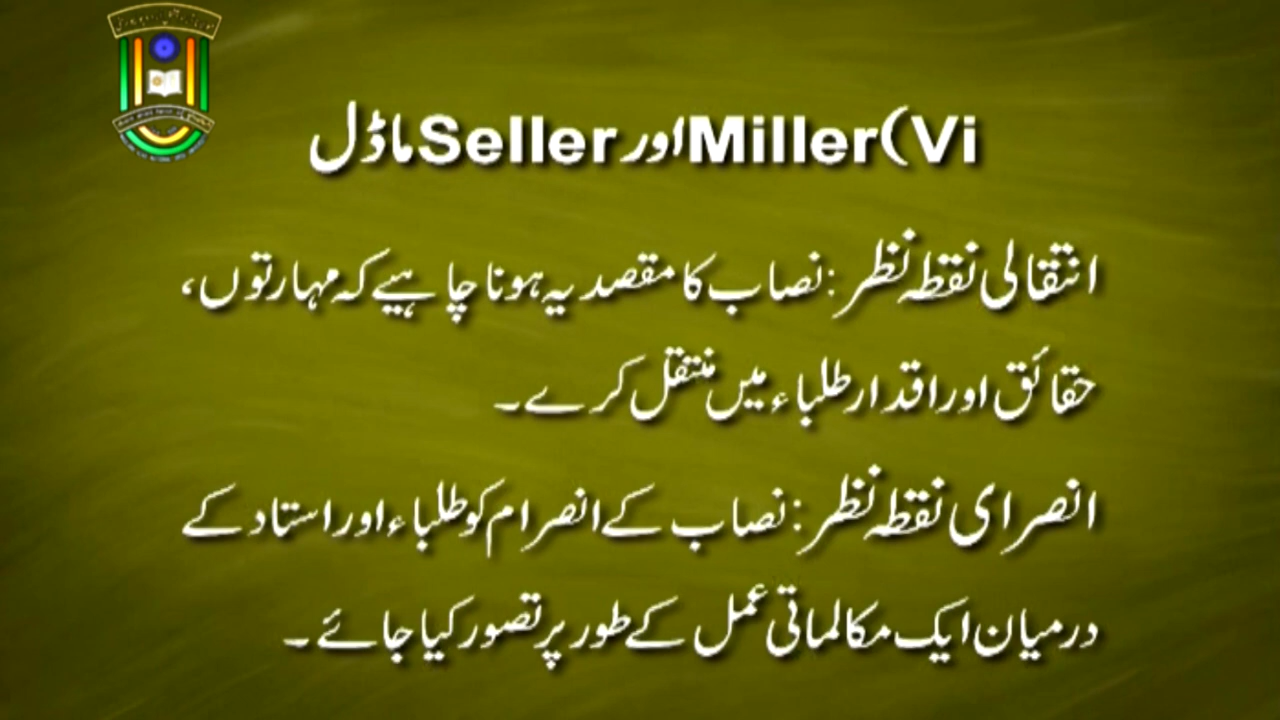 Vi)Miller اور Seller ماڈل
انتقالی نقطہ نظر: نصاب کا مقصد یہ ہونا چاہیے کہ مہارتوں،
حقائق اور اقدار طلباء میں منتقل کرے۔
انصرای نقطہ نظر: نصاب کے انصرام کو طلباء اور استاد کے
درمیان ایک مکالماتی عمل کے طور پر تصور کیا جائے۔